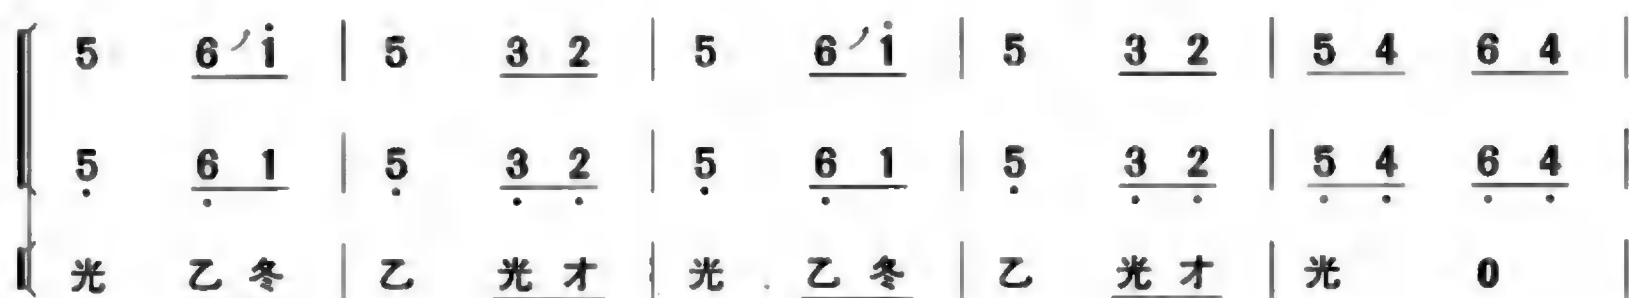 5 6 i | 5 3 2 | 5 6 i | 5 3 2 | 5 4 6 4 |
5 6 1 | 5 3 2 | 5 6 1 | 5 3 2 | 5 4 6 4 |
光 乙 冬 | 乙 光 才 | 光 乙 冬 | 乙 光 才 | 光 0 |